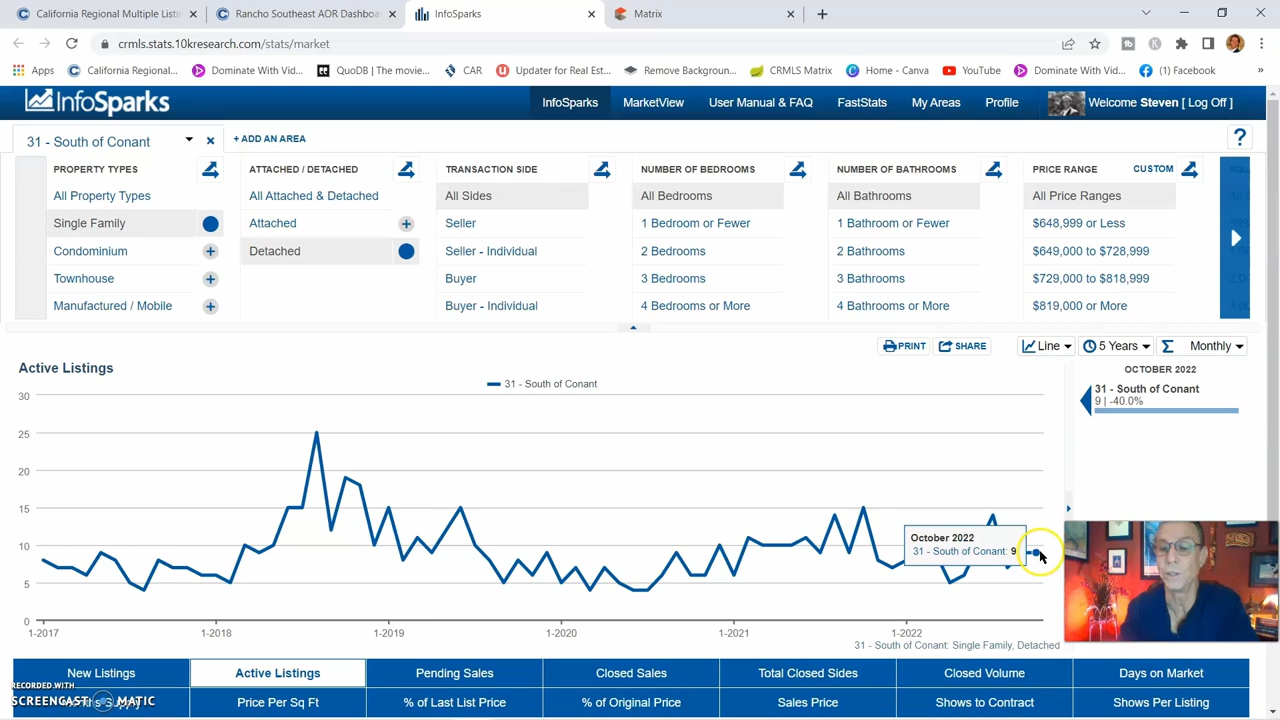 California Regional Multiple Listi
Rancho Southeast AOR Dashboa
InfoSparks
Matrix
crmls.stats.10kresearch.com/stats/market
Apps
California Regional...
Dominate With Vid...
QuoDB | The movie...
CAR
Updater for Real Est...
Remove Backgroun...
CRMLS Matrix
Home - Canva
YouTube
Dominate With Vid...
(1) Facebook
»
InfoSparks
InfoSparks
MarketView
User Manual & FAQ
FastStats
My Areas
Profile
Welcome Steven [ Log Off ]
31 - South of Conant
+ ADD AN AREA
?
PROPERTY TYPES
All Property Types
Single Family
Condominium
Townhouse
Manufactured / Mobile
ATTACHED / DETACHED
All Attached & Detached
Attached
Detached
TRANSACTION SIDE
All Sides
Seller
Seller - Individual
Buyer
Buyer - Individual
NUMBER OF BEDROOMS
All Bedrooms
1 Bedroom or Fewer
2 Bedrooms
3 Bedrooms
4 Bedrooms or More
NUMBER OF BATHROOMS
All Bathrooms
1 Bathroom or Fewer
2 Bathrooms
3 Bathrooms
4 Bathrooms or More
PRICE RANGE
CUSTOM
All Price Ranges
$648,999 or Less
$649,000 to $728,999
$729,000 to $818,999
$819,000 or More
PRINT
SHARE
Line
5 Years
Σ Monthly
Active Listings
31 - South of Conant
OCTOBER 2022
31 - South of Conant
9 | -40.0%
30
25
20
15
10
5
0
October 2022
31 - South of Conant: 9
1-2017
1-2018
1-2019
1-2020
1-2021
1-2022
31 - South of Conant: Single Family, Detached
New Listings
Active Listings
Pending Sales
Closed Sales
Total Closed Sides
Closed Volume
Days on Market
RECORDED WITH
SCREENCAST MATIC
Price Per Sq Ft
% of Last List Price
% of Original Price
Sales Price
Shows to Contract
Shows Per Listing